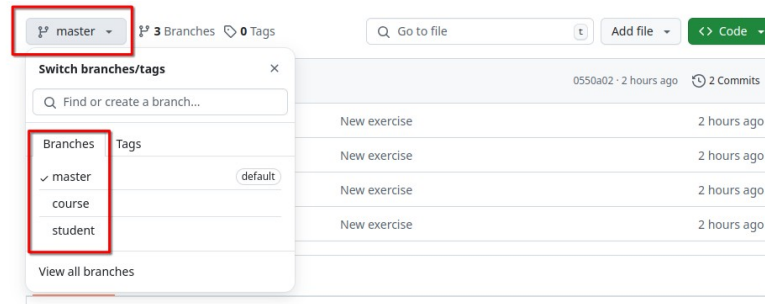 master 3 Branches 0 Tags Go to file t Add file Code
Switch branches/tags
0550a02 · 2 hours ago 2 Commits
Find or create a branch...
New exercise 2 hours ago
Branches Tags
New exercise 2 hours ago
master default
New exercise 2 hours ago
course
New exercise 2 hours ago
student
View all branches